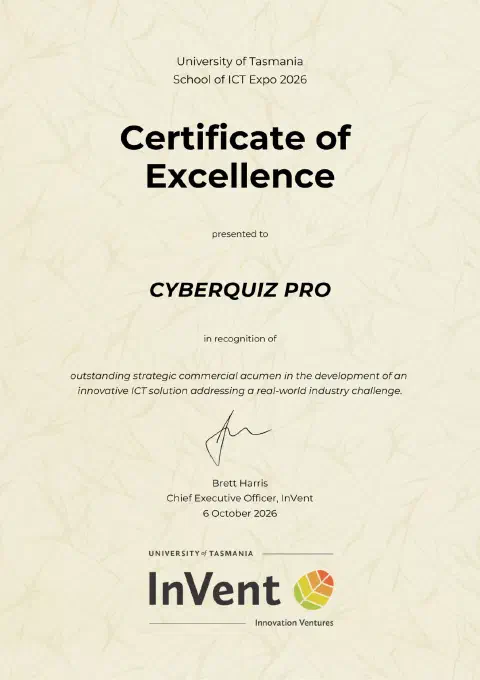 University of Tasmania
School of ICT Expo 2026
Certificate of
Excellence
presented to
CYBERQUIZ PRO
in recognition of
outstanding strategic commercial acumen in the development of an
innovative ICT solution addressing a real-world industry challenge.
Brett Harris
Chief Executive Officer, InVent
6 October 2026
UNIVERSITY of TASMANIA
InVent
Innovation Ventures